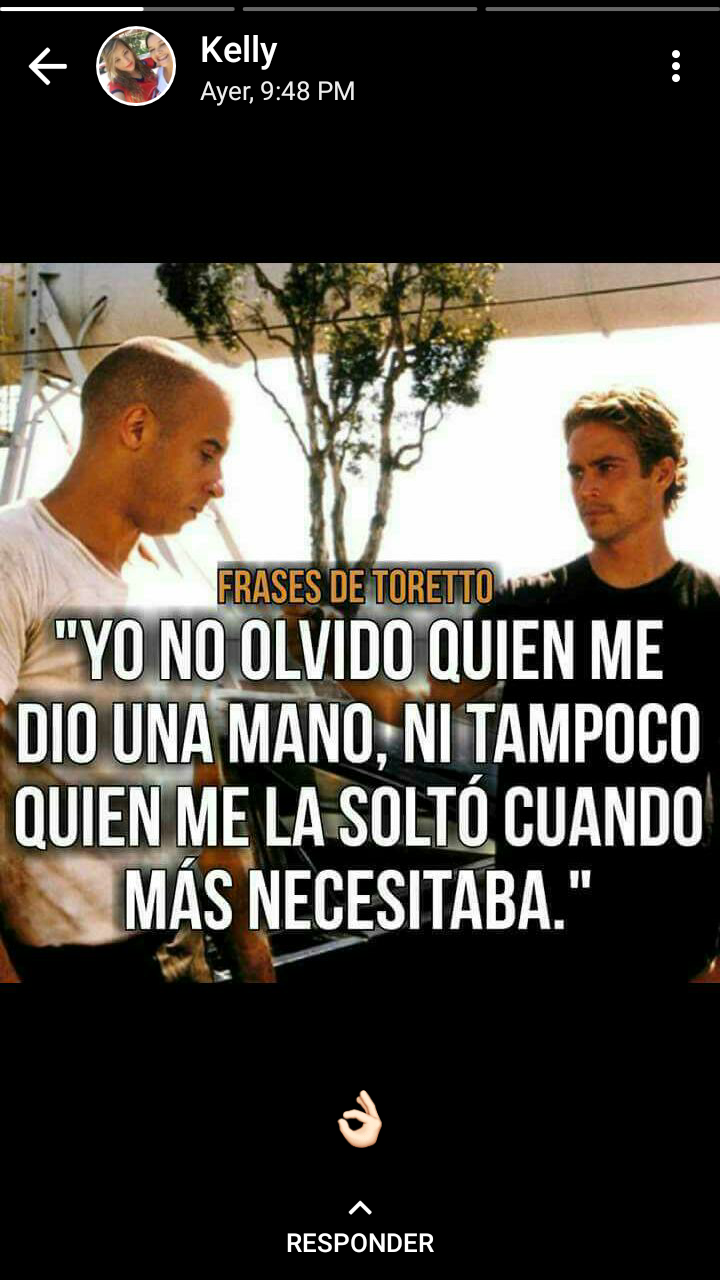 Kelly
Ayer, 9:48 PM
FRASES DE TORETTO
"YO NO OLVIDO QUIEN ME
DIO UNA MANO, NI TAMPOCO
QUIEN ME LA SOLTÓ CUANDO
MÁS NECESITABA."
👌🏻
RESPONDER